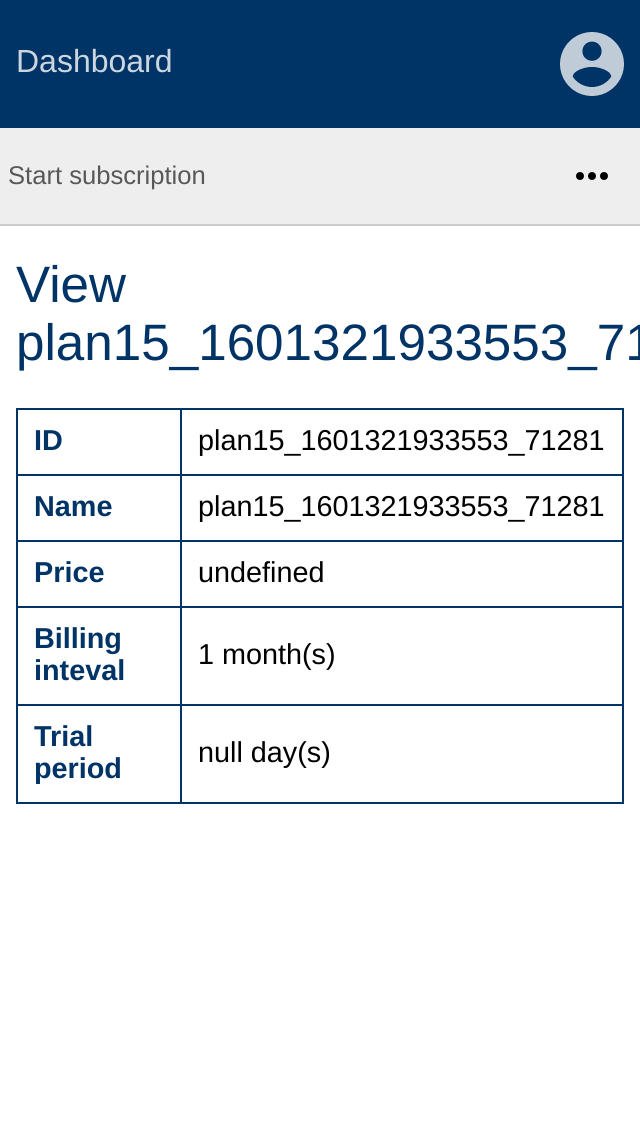 Dashboard
Start subscription
View
plan15_1601321933553_71
ID plan15_1601321933553_71281
Name plan15_1601321933553_71281
Price undefined
Billing
inteval
1 month(s)
Trial
period
null day(s)